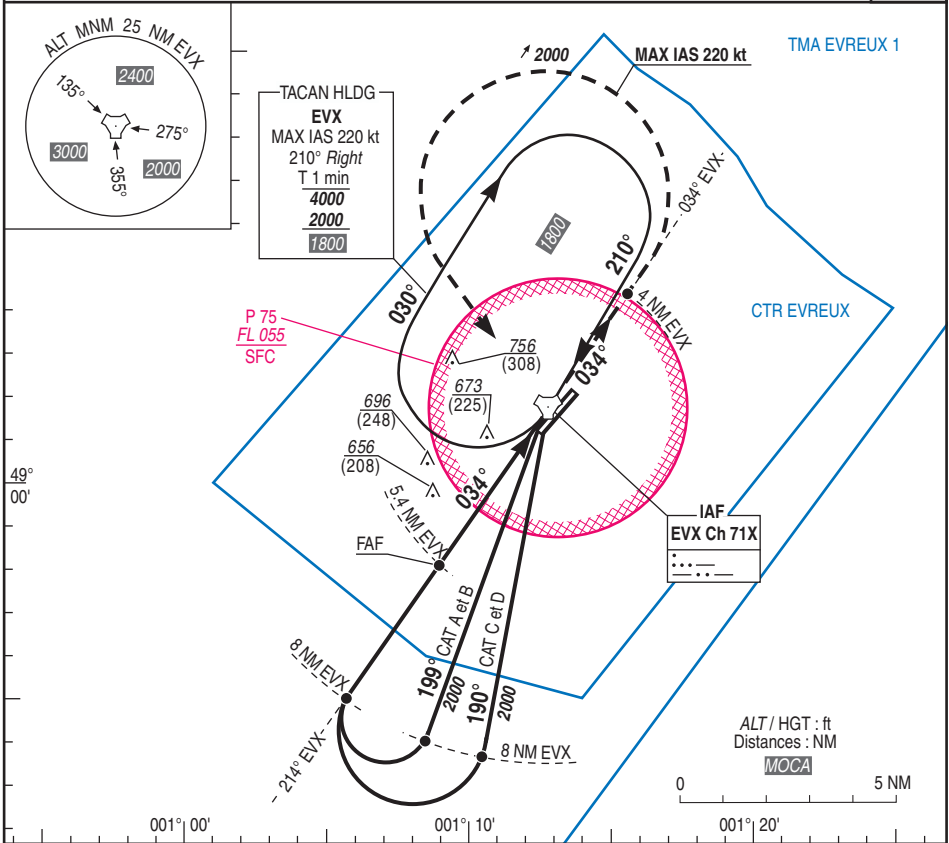 ALT MNM 25 NM EVX
2400
135°
275°
3000
2000
355°
TACAN HLDG
EVX
MAX IAS 220 kt
210° Right
T 1 min
4000
2000
1800
2000
MAX IAS 220 kt
TMA EVREUX 1
034° EVX
1800
210°
030°
4 NM EVX
CTR EVREUX
P 75
FL 055
SFC
034°
756
(308)
673
(225)
696
(248)
656
(208)
49°
00'
034°
5.4 NM EVX
FAF
IAF
EVX Ch 71X
CAT A et B
CAT C et D
199°
2000
190°
2000
8 NM EVX
8 NM EVX
214° EVX
ALT / HGT : ft
Distances : NM
MOCA
0
5 NM
001° 00'
001° 10'
001° 20'